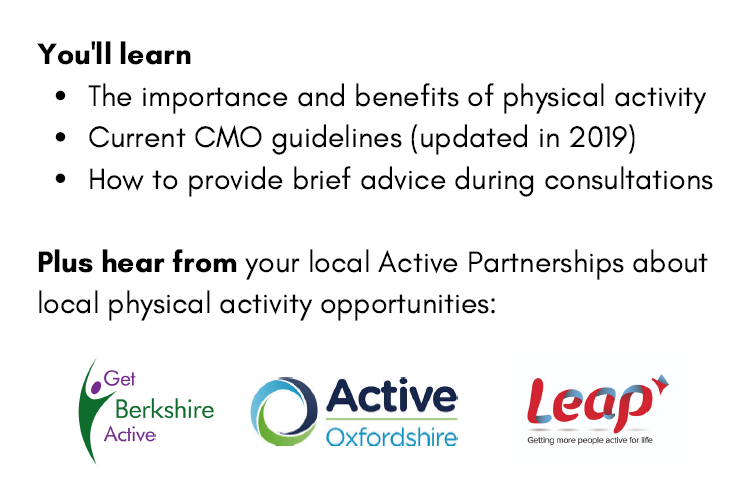 You'll learn
• The importance and benefits of physical activity
• Current CMO guidelines (updated in 2019)
• How to provide brief advice during consultations
Plus hear from your local Active Partnerships about
local physical activity opportunities:
Get
Berkshire
Active
Active
Oxfordshire
Leap
Getting more people active for life